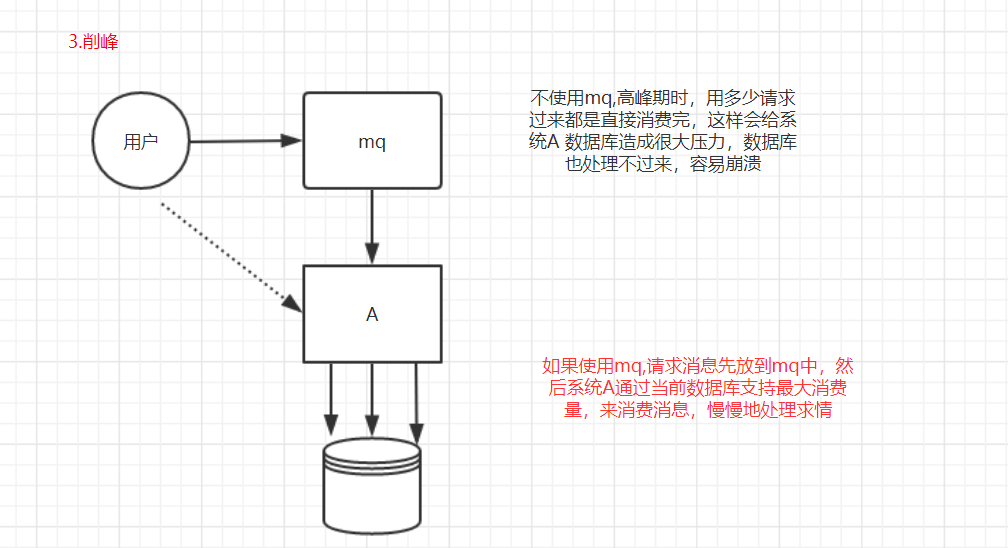 3.削峰
用户
mq
不使用mq,高峰期时，用多少请求
过来都是直接消费完，这样会给系
统A 数据库造成很大压力，数据库
也处理不过来，容易崩溃
A
如果使用mq,请求消息先放到mq中，然
后系统A通过当前数据库支持最大消费
量，来消费消息，慢慢地处理求情